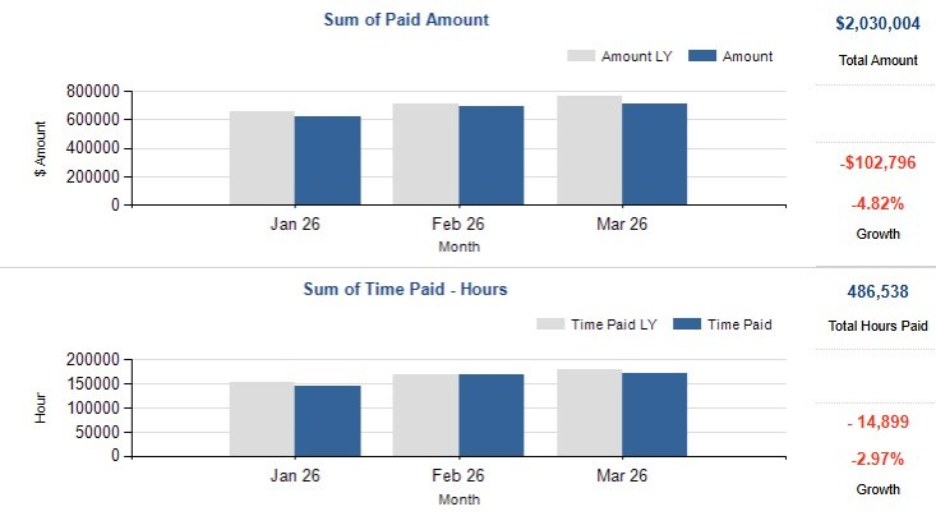 Sum of Paid Amount
Amount LY Amount
800000
600000
400000
200000
0
$ Amount
Jan 26 Feb 26 Mar 26
Month
$2,030,004
Total Amount
-$102,796
-4.82%
Growth
Sum of Time Paid - Hours
Time Paid LY Time Paid
200000
150000
100000
50000
0
Hour
Jan 26 Feb 26 Mar 26
Month
486,538
Total Hours Paid
- 14,899
-2.97%
Growth